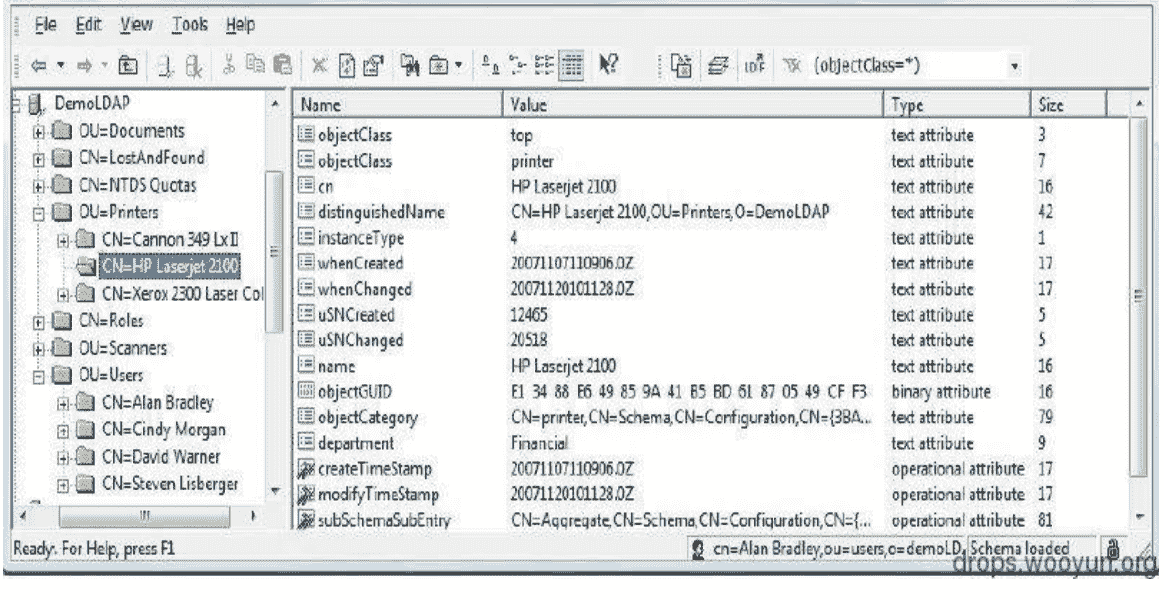 File Edit View Tools Help
(objectClass=*)
DemoLDAP
OU=Documents
CN=LostAndFound
CN=NTDS Quotas
OU=Printers
CN=Cannon 349 Lx II
CN=HP Laserjet 2100
CN=Xerox 2300 Laser Col
CN=Roles
OU=Scanners
OU=Users
CN=Alan Bradley
CN=Cindy Morgan
CN=David Warner
CN=Steven Lisberger
Name Value Type Size
objectClass top text attribute 3
objectClass printer text attribute 7
cn HP Laserjet 2100 text attribute 16
distinguishedName CN=HP Laserjet 2100,OU=Printers,O=DemoLDAP text attribute 42
instanceType 4 text attribute 1
whenCreated 20071107110906.0Z text attribute 17
whenChanged 20071120101128.0Z text attribute 17
uSNCreated 12465 text attribute 5
uSNChanged 20518 text attribute 5
name HP Laserjet 2100 text attribute 16
objectGUID E1 34 88 E6 49 85 9A 41 B5 BD 61 87 05 49 CF F3 binary attribute 16
objectCategory CN=printer,CN=Schema,CN=Configuration,CN={3BA... text attribute 79
department Financial text attribute 9
createTimeStamp 20071107110906.0Z operational attribute 17
modifyTimeStamp 20071120101128.0Z operational attribute 17
subSchemaSubEntry CN=Aggregate,CN=Schema,CN=Configuration,CN={... operational attribute 81
Ready. For Help, press F1
cn=Alan Bradley,ou=users,o=demoLD Schema loaded
drops.wooyun.org